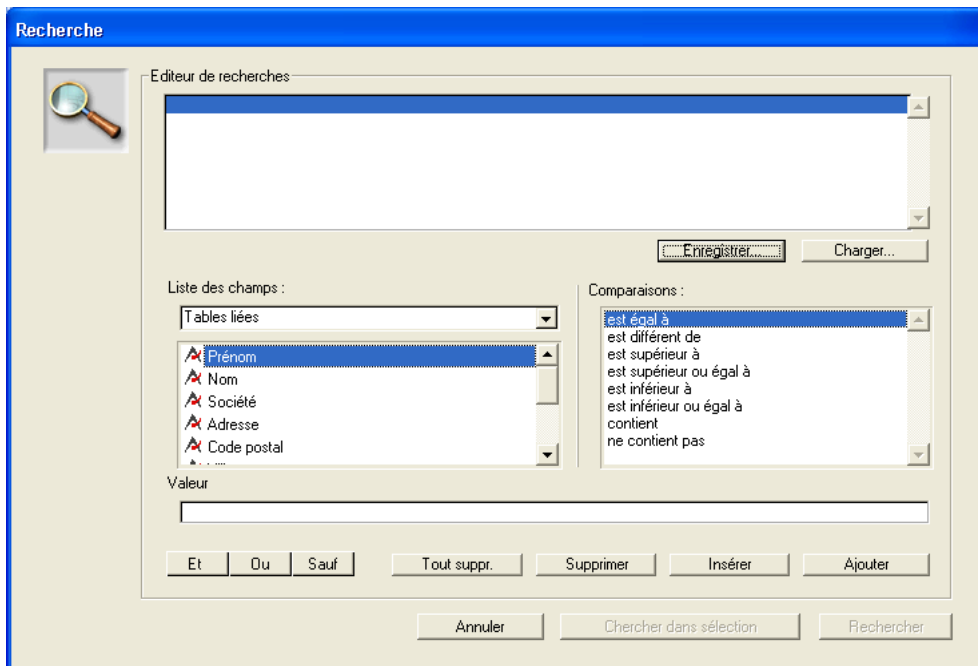 Recherche
Editeur de recherches
Enregistrer...
Charger...
Liste des champs :
Tables liées
Prénom
Nom
Société
Adresse
Code postal
Comparaisons :
est égal à
est différent de
est supérieur à
est supérieur ou égal à
est inférieur à
est inférieur ou égal à
contient
ne contient pas
Valeur
Et
Ou
Sauf
Tout suppr.
Supprimer
Insérer
Ajouter
Annuler
Chercher dans sélection
Rechercher